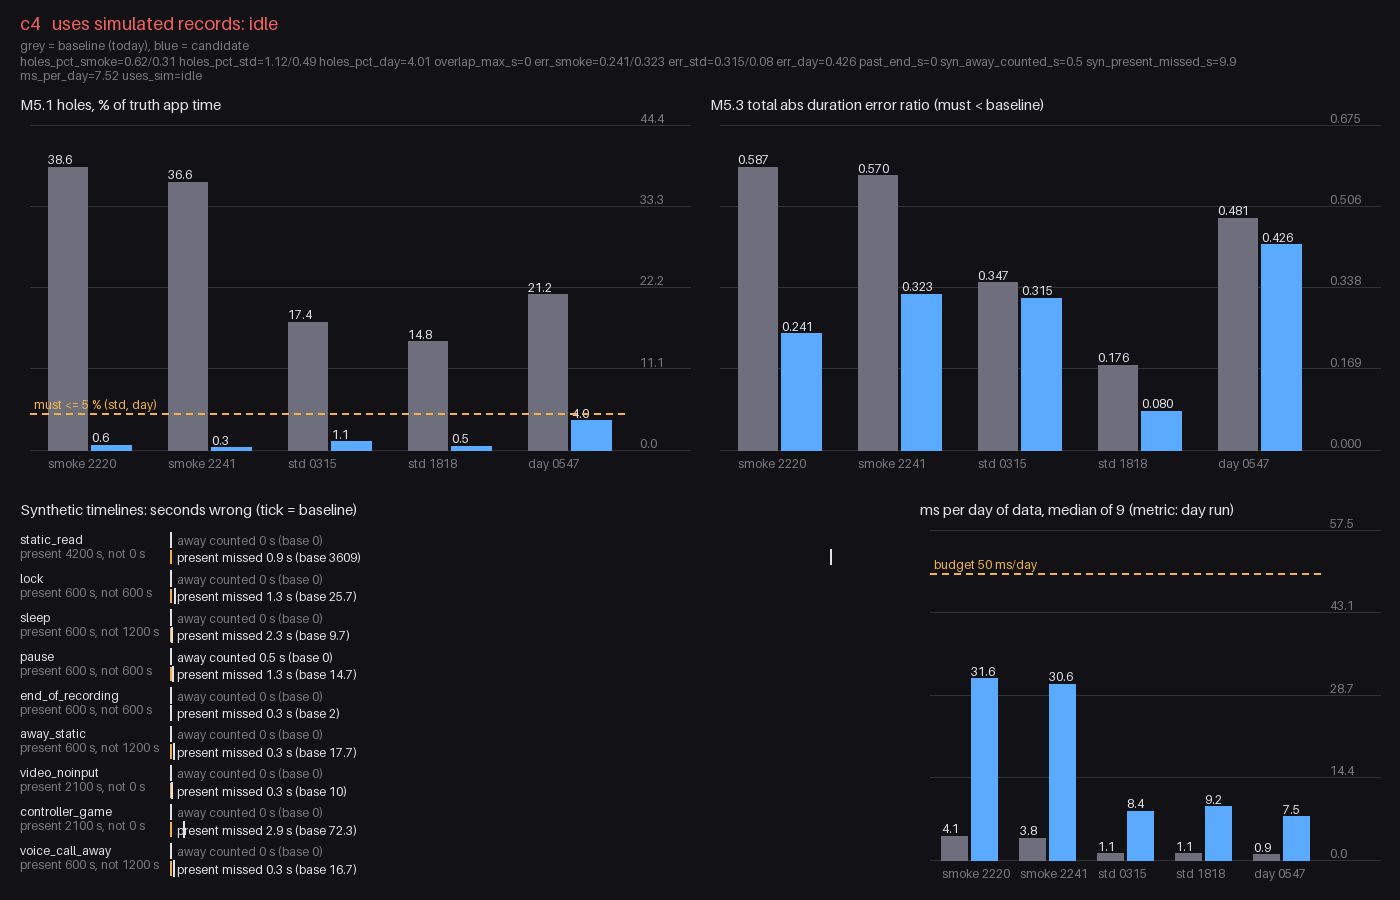 c4 uses simulated records: idle
grey = baseline (today), blue = candidate
holes_pct_smoke=0.62/0.31 holes_pct_std=1.12/0.49 holes_pct_day=4.01 overlap_max_s=0 err_smoke=0.241/0.323 err_std=0.315/0.08 err_day=0.426 past_end_s=0 syn_away_counted_s=0.5 syn_present_missed_s=9.9
ms_per_day=7.52 uses_sim=idle
M5.1 holes, % of truth app time
44.4
33.3
22.2
11.1
0.0
38.6
36.6
17.4
14.8
21.2
must <= 5 % (std, day)
0.6
0.3
1.1
0.5
4.0
smoke 2220
smoke 2241
std 0315
std 1818
day 0547
M5.3 total abs duration error ratio (must < baseline)
0.675
0.506
0.338
0.169
0.000
0.587
0.241
0.570
0.323
0.347
0.315
0.176
0.080
0.481
0.426
smoke 2220
smoke 2241
std 0315
std 1818
day 0547
Synthetic timelines: seconds wrong (tick = baseline)
static_read
present 4200 s, not 0 s
away counted 0 s (base 0)
present missed 0.9 s (base 3609)
lock
present 600 s, not 600 s
away counted 0 s (base 0)
present missed 1.3 s (base 25.7)
sleep
present 600 s, not 1200 s
away counted 0 s (base 0)
present missed 2.3 s (base 9.7)
pause
present 600 s, not 600 s
away counted 0.5 s (base 0)
present missed 1.3 s (base 14.7)
end_of_recording
present 600 s, not 600 s
away counted 0 s (base 0)
present missed 0.3 s (base 2)
away_static
present 600 s, not 1200 s
away counted 0 s (base 0)
present missed 0.3 s (base 17.7)
video_noinput
present 2100 s, not 0 s
away counted 0 s (base 0)
present missed 0.3 s (base 10)
controller_game
present 2100 s, not 0 s
away counted 0 s (base 0)
present missed 2.9 s (base 72.3)
voice_call_away
present 600 s, not 1200 s
away counted 0 s (base 0)
present missed 0.3 s (base 16.7)
ms per day of data, median of 9 (metric: day run)
57.5
43.1
28.7
14.4
0.0
budget 50 ms/day
4.1
31.6
3.8
30.6
1.1
8.4
1.1
9.2
0.9
7.5
smoke 2220
smoke 2241
std 0315
std 1818
day 0547